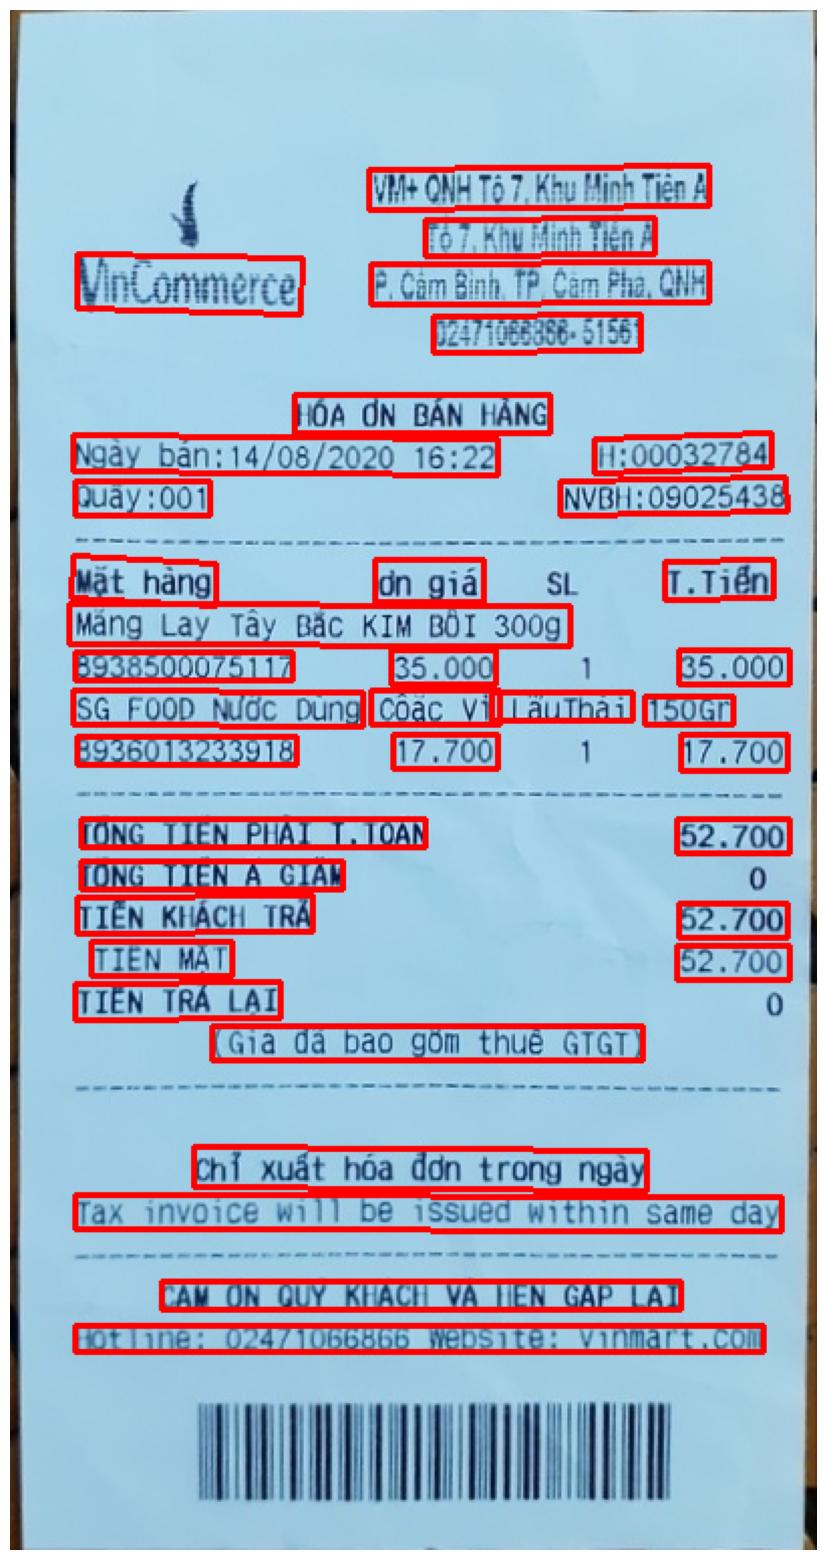 VinCommerce
VM+ QNH Tổ 7, Khu Minh Tiến A
Tổ 7, Khu Minh Tiến A
P. Cẩm Bình, TP. Cẩm Phả, QNH
02471066866-51561
HÓA ƠN BÁN HÀNG
Ngày bán:14/08/2020 16:22 H:00032784
Quầy:001 NVBH:09025438
Mặt hàng ơn giá SL T.Tiền
Măng Lay Tây Bắc KIM BÔI 300g
8938500075117 35.000 1 35.000
SG FOOD Nước Dùng Côặc Vị LẩuThái 150Gr
8936013233918 17.700 1 17.700
TỔNG TIỀN PHẢI T.TOÁN 52.700
TỔNG TIỀN À GIẢM 0
TIỀN KHÁCH TRẢ 52.700
TIỀN MẶT 52.700
TIỀN TRẢ LẠI 0
(Giá đã bao gồm thuế GTGT)
Chỉ xuất hóa đơn trong ngày
Tax invoice will be issued within same day
CẢM ƠN QUÝ KHÁCH VÀ HẸN GẶP LẠI
Hotline: 02471066866 Website: vinmart.com